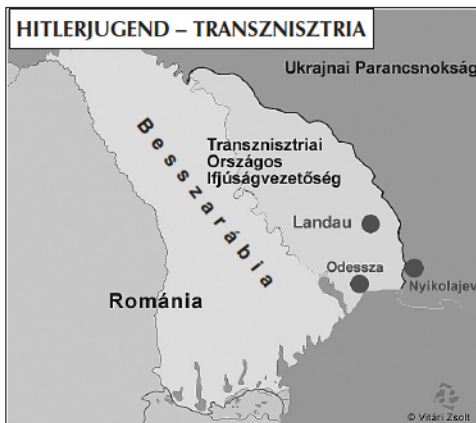 HITLERJUGEND – TRANSZNISZTRIA
Ukrajnai Parancsnokság
Besszarábia
Transznisztriai
Országos
Ifjúságvezetőség
Landau
Odessza
Nyikolajev
Románia
© Vitári Zsolt